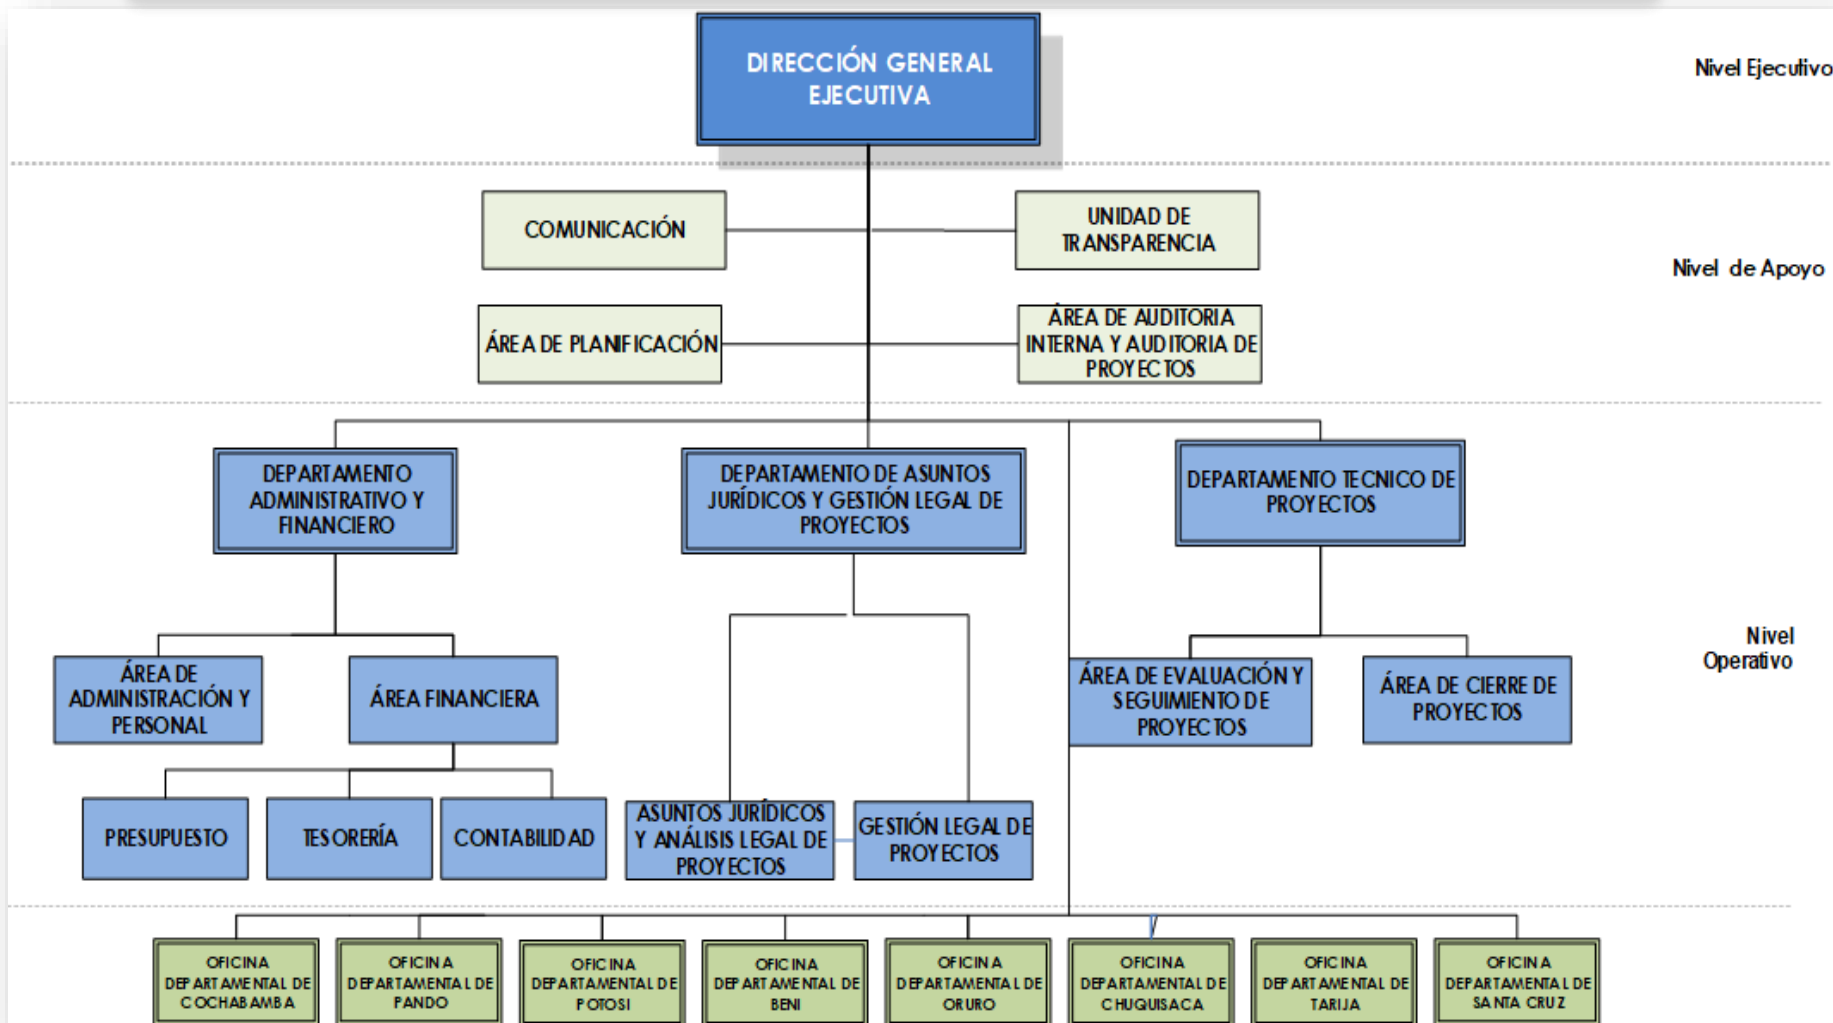 DIRECCIÓN GENERAL
EJECUTIVA
Nivel Ejecutivo
COMUNICACIÓN
UNIDAD DE
TRANSPARENCIA
Nivel de Apoyo
ÁREA DE PLANIFICACIÓN
ÁREA DE AUDITORIA
INTERNA Y AUDITORIA DE
PROYECTOS
DEPARTAMENTO
ADMINISTRATIVO Y
FINANCIERO
DEPARTAMENTO DE ASUNTOS
JURÍDICOS Y GESTIÓN LEGAL DE
PROYECTOS
DEPARTAMENTO TECNICO DE
PROYECTOS
Nivel
Operativo
ÁREA DE
ADMINISTRACIÓN Y
PERSONAL
ÁREA FINANCIERA
ÁREA DE EVALUACIÓN Y
SEGUIMIENTO DE
PROYECTOS
ÁREA DE CIERRE DE
PROYECTOS
PRESUPUESTO
TESORERÍA
CONTABILIDAD
ASUNTOS JURÍDICOS
Y ANÁLISIS LEGAL DE
PROYECTOS
GESTIÓN LEGAL DE
PROYECTOS
OFICINA
DEPARTAMENTAL DE
COCHABAMBA
OFICINA
DEPARTAMENTAL DE
PANDO
OFICINA
DEPARTAMENTAL DE
POTOSI
OFICINA
DEPARTAMENTAL DE
BENI
OFICINA
DEPARTAMENTAL DE
ORURO
OFICINA
DEPARTAMENTAL DE
CHUQUISACA
OFICINA
DEPARTAMENTAL DE
TARIJA
OFICINA
DEPARTAMENTAL DE
SANTA CRUZ